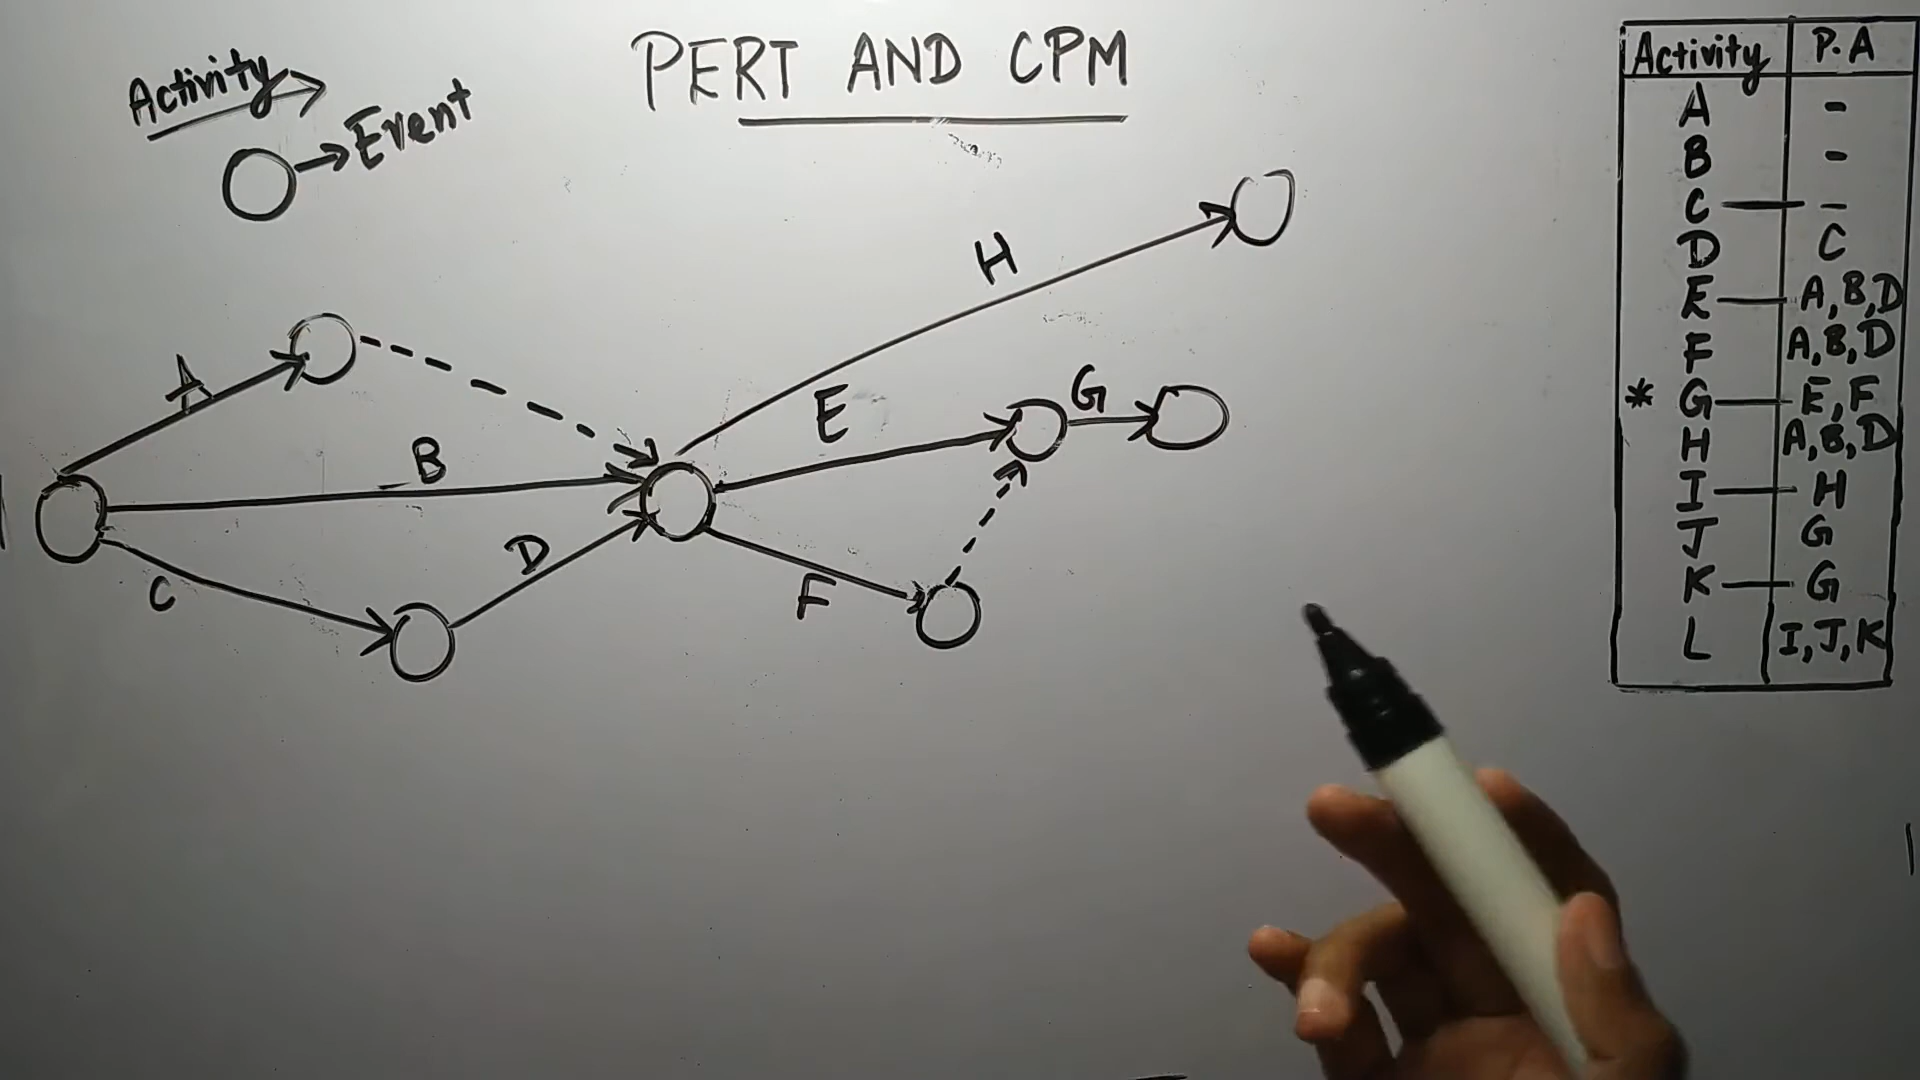 PERT AND CPM
Activity
Event
A
B
C
D
H
E
G
F
Activity P.A
A -
B -
C -
D C
E A, B, D
F A, B, D
* G E, F
H A, B, D
I H
J G
K G
L I, J, K